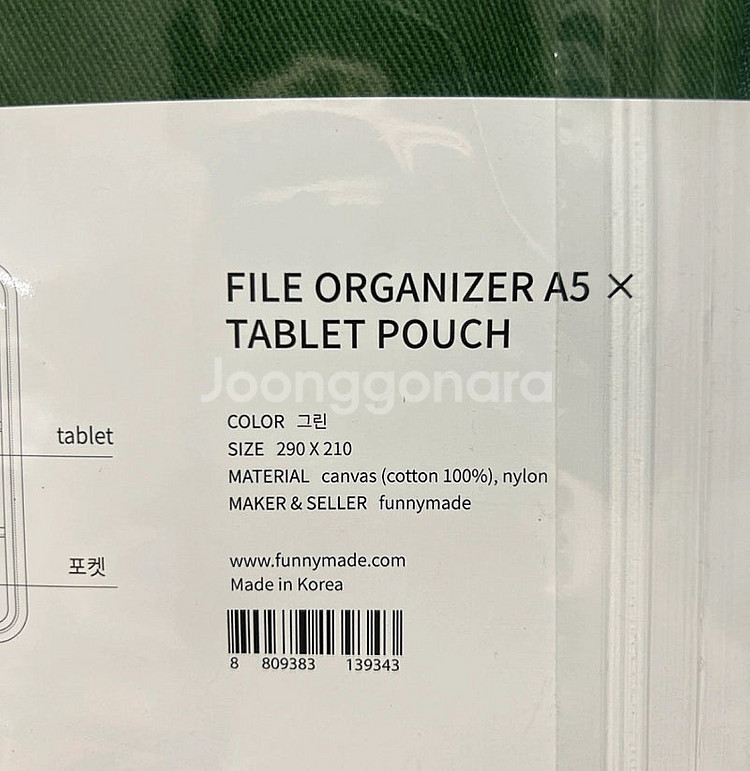 FILE ORGANIZER A5 ×
TABLET POUCH
Joonggonara
COLOR 그린
SIZE 290 X 210
MATERIAL canvas (cotton 100%), nylon
MAKER & SELLER funnymade
www.funnymade.com
Made in Korea
8 809383 139343
tablet
포켓